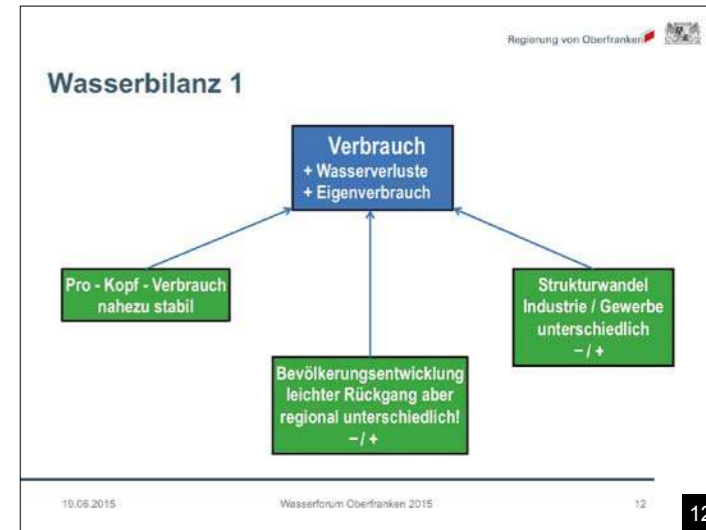 Regierung von Oberfranken
Wasserbilanz 1
Verbrauch
+ Wasserverluste
+ Eigenverbrauch
Pro - Kopf - Verbrauch
nahezu stabil
Strukturwandel
Industrie / Gewerbe
unterschiedlich
− / +
Bevölkerungsentwicklung
leichter Rückgang aber
regional unterschiedlich!
− / +
19.06.2015
Wasserforum Oberfranken 2015
12
12